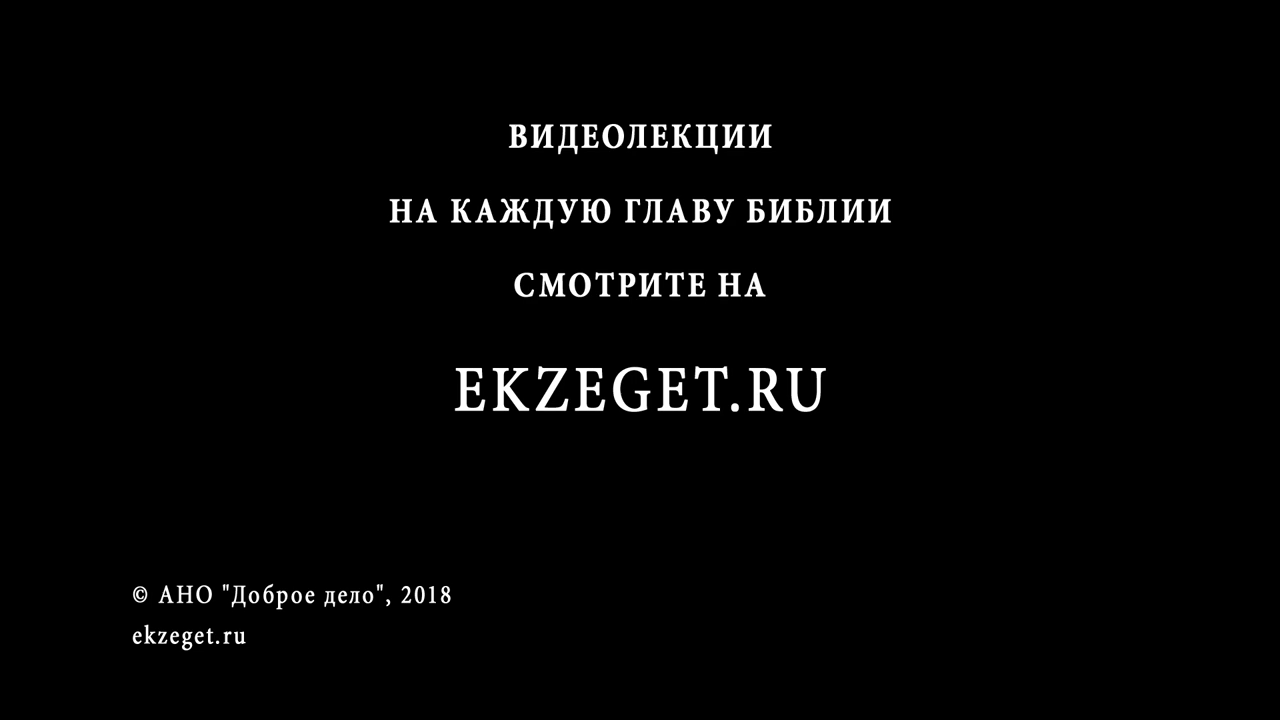 ВИДЕОЛЕКЦИИ
НА КАЖДУЮ ГЛАВУ БИБЛИИ
СМОТРИТЕ НА
EKZEGET.RU
© АНО "Доброе дело", 2018
ekzeget.ru